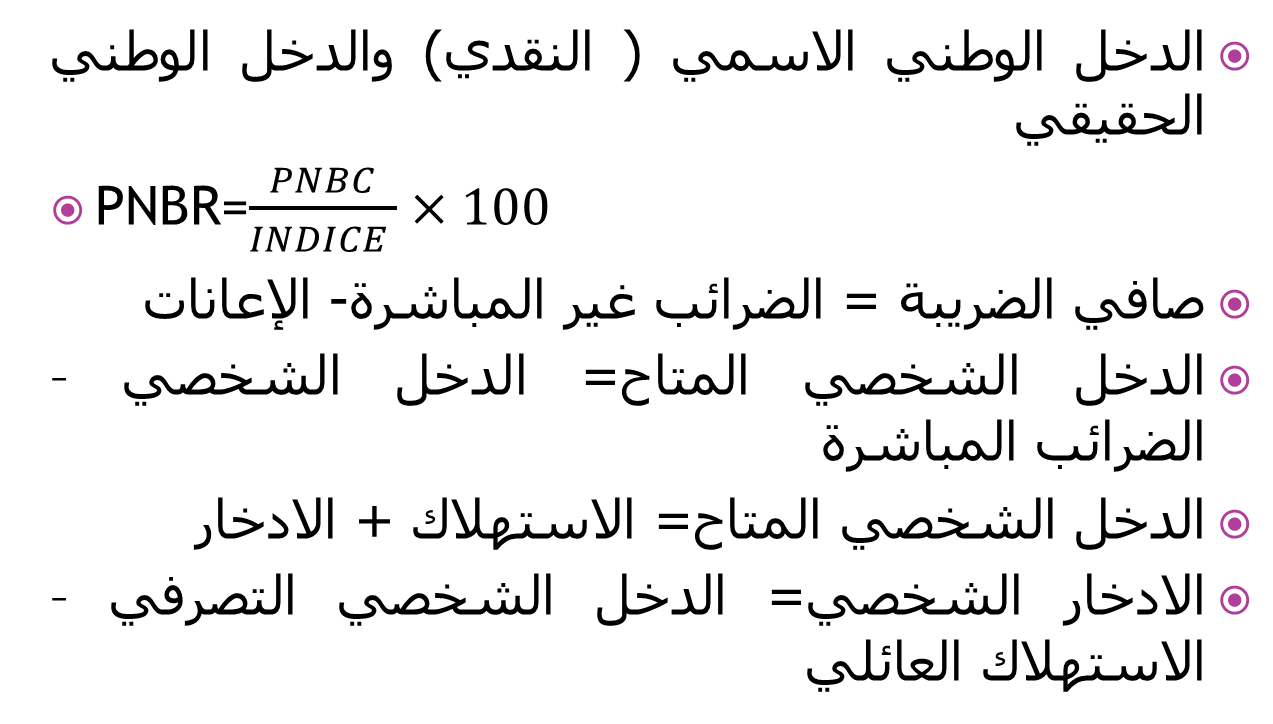 الدخل الوطني الاسمي ( النقدي) والدخل الوطني
الحقيقي
PNBR=\frac{PNBC}{INDICE} × 100
صافي الضريبة = الضرائب غير المباشرة- الإعانات
الدخل الشخصي المتاح= الدخل الشخصي –
الضرائب المباشرة
الدخل الشخصي المتاح= الاستهلاك + الادخار
الادخار الشخصي= الدخل الشخصي التصرفي –
الاستهلاك العائلي